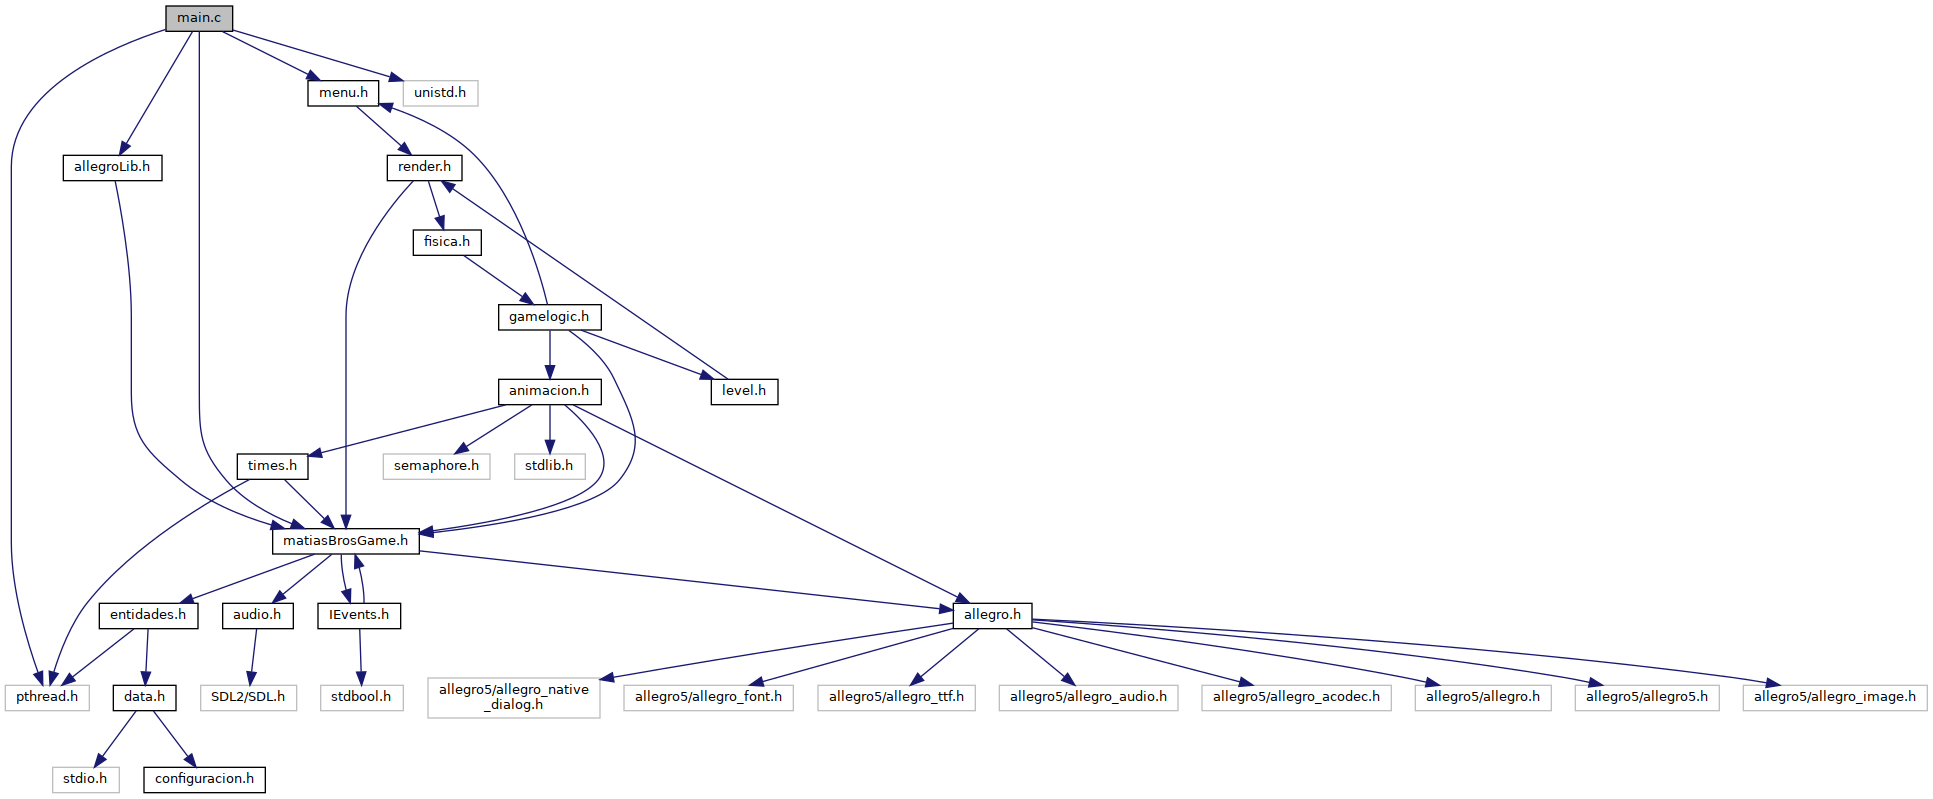 main.c
menu.h
unistd.h
allegroLib.h
render.h
fisica.h
gamelogic.h
animacion.h
level.h
times.h
semaphore.h
stdlib.h
matiasBrosGame.h
entidades.h
audio.h
IEvents.h
allegro.h
pthread.h
data.h
SDL2/SDL.h
stdbool.h
allegro5/allegro_native
_dialog.h
allegro5/allegro_font.h
allegro5/allegro_ttf.h
allegro5/allegro_audio.h
allegro5/allegro_acodec.h
allegro5/allegro.h
allegro5/allegro5.h
allegro5/allegro_image.h
stdio.h
configuracion.h